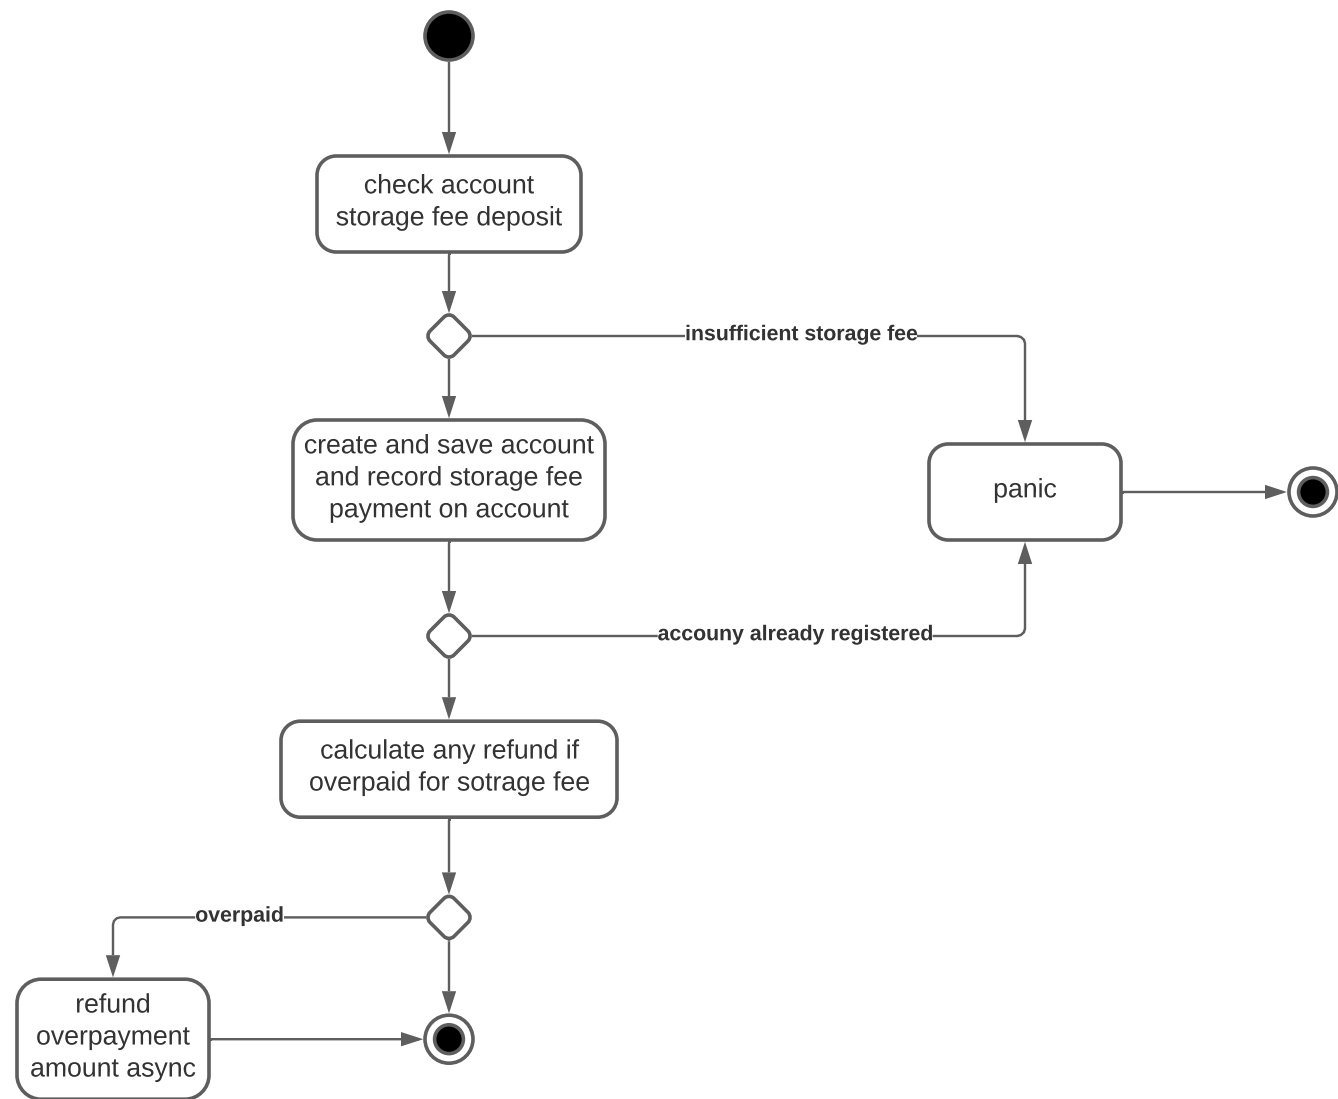 check account
storage fee deposit
insufficient storage fee
create and save account
and record storage fee
payment on account
panic
accouny already registered
calculate any refund if
overpaid for sotrage fee
overpaid
refund
overpayment
amount async